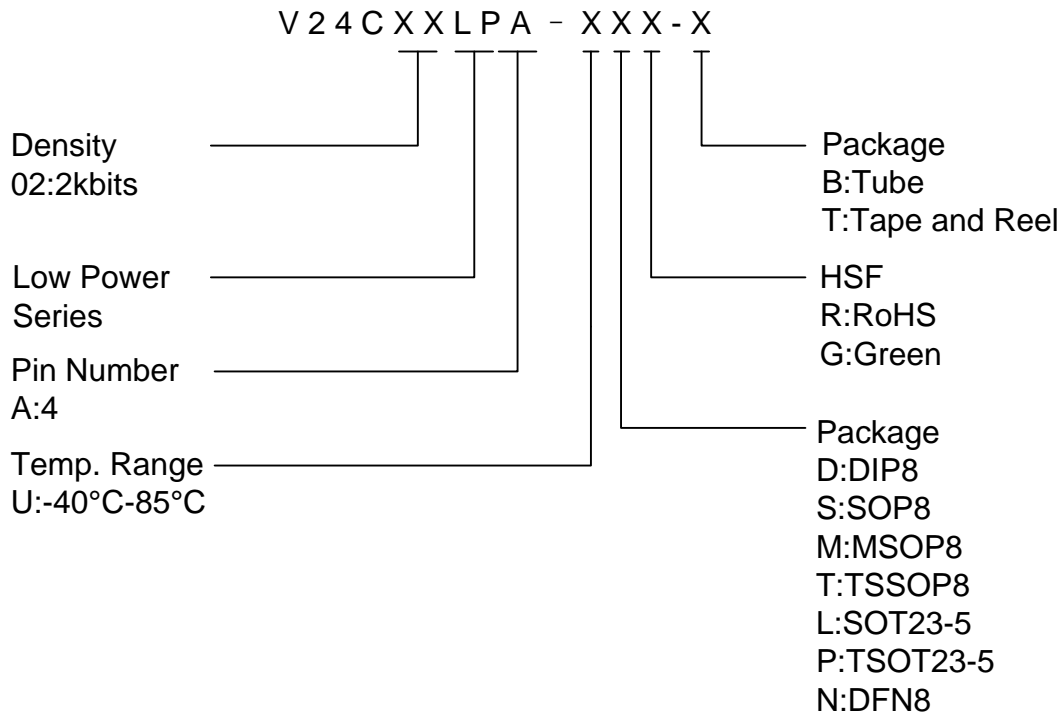 V24CXXLPA-XXX-X
Density
02:2kbits
Low Power
Series
Pin Number
A:4
Temp. Range
U:-40°C-85°C
Package
B:Tube
T:Tape and Reel
HSF
R:RoHS
G:Green
Package
D:DIP8
S:SOP8
M:MSOP8
T:TSSOP8
L:SOT23-5
P:TSOT23-5
N:DFN8